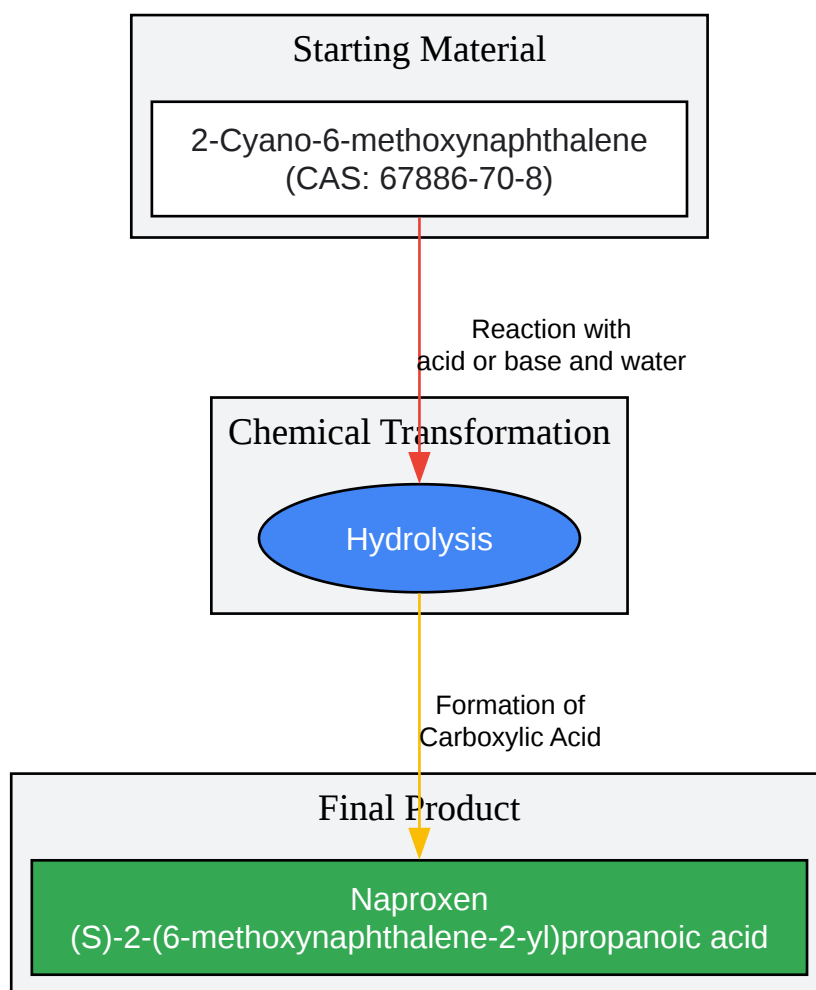 Starting Material
2-Cyano-6-methoxynaphthalene
(CAS: 67886-70-8)
Reaction with
acid or base and water
Chemical Transformation
Hydrolysis
Formation of
Carboxylic Acid
Final Product
Naproxen
(S)-2-(6-methoxynaphthalene-2-yl)propanoic acid